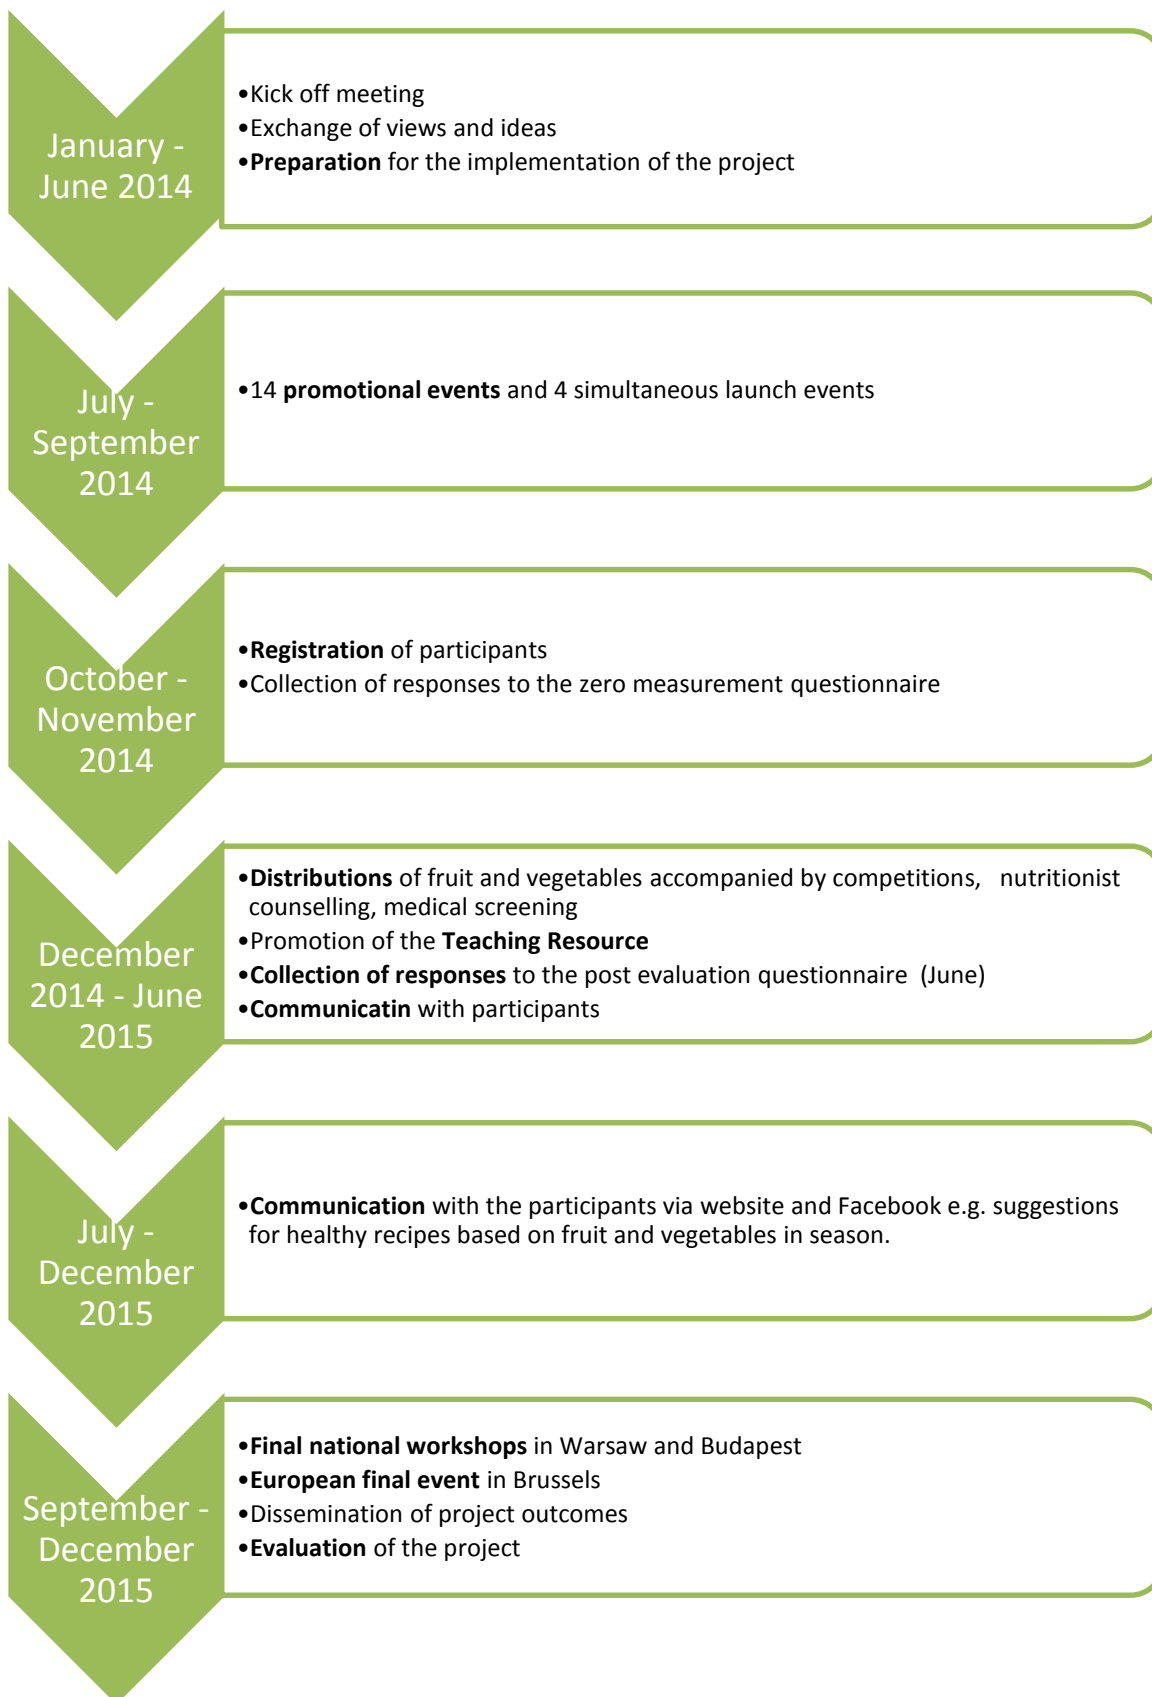 January -
June 2014
•Kick off meeting
•Exchange of views and ideas
•Preparation for the implementation of the project
July -
September
2014
•14 promotional events and 4 simultaneous launch events
October -
November
2014
•Registration of participants
•Collection of responses to the zero measurement questionnaire
December
2014 - June
2015
•Distributions of fruit and vegetables accompanied by competitions, nutritionist
counselling, medical screening
•Promotion of the Teaching Resource
•Collection of responses to the post evaluation questionnaire (June)
•Communicatin with participants
July -
December
2015
•Communication with the participants via website and Facebook e.g. suggestions
for healthy recipes based on fruit and vegetables in season.
September -
December
2015
•Final national workshops in Warsaw and Budapest
•European final event in Brussels
•Dissemination of project outcomes
•Evaluation of the project